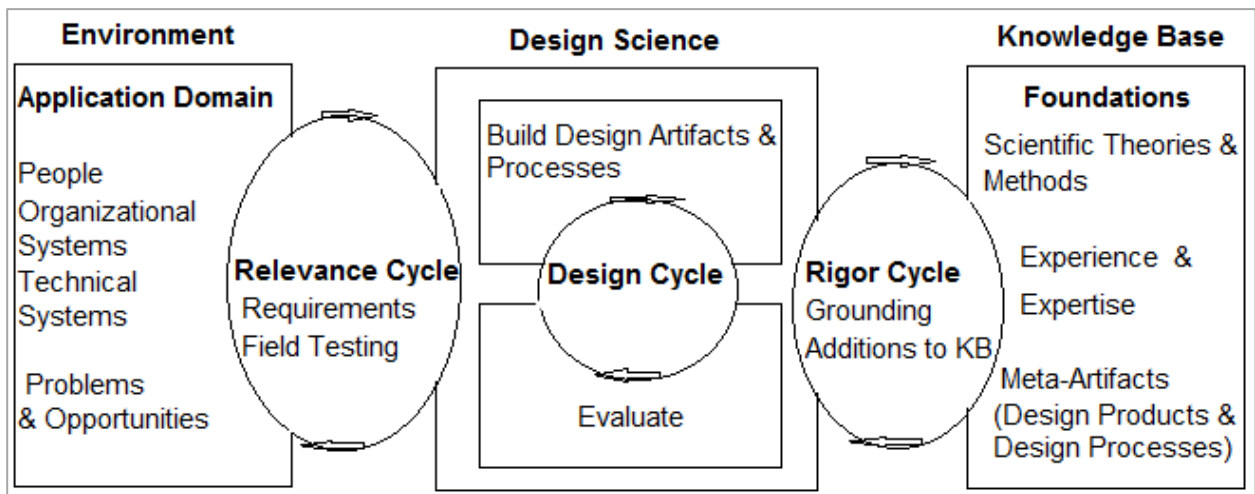 Environment
Design Science
Knowledge Base
Application Domain
People
Organizational
Systems
Technical
Systems
Problems
& Opportunities
Relevance Cycle
Requirements
Field Testing
Build Design Artifacts &
Processes
Design Cycle
Evaluate
Rigor Cycle
Grounding
Additions to KB
Foundations
Scientific Theories &
Methods
Experience &
Expertise
Meta-Artifacts
(Design Products &
Design Processes)